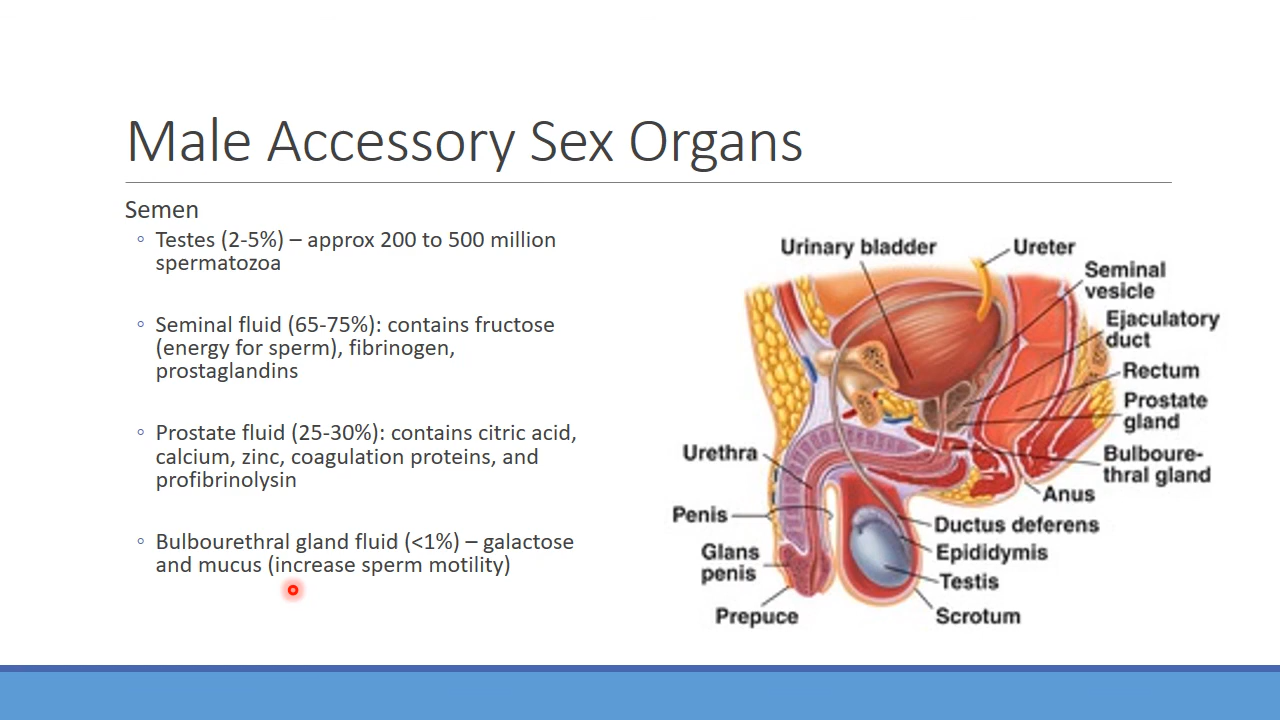 Male Accessory Sex Organs
Semen
◦ Testes (2-5%) – approx 200 to 500 million
spermatozoa
◦ Seminal fluid (65-75%): contains fructose
(energy for sperm), fibrinogen,
prostaglandins
◦ Prostate fluid (25-30%): contains citric acid,
calcium, zinc, coagulation proteins, and
profibrinolysin
◦ Bulbourethral gland fluid (<1%) – galactose
and mucus (increase sperm motility)
Urinary bladder
Ureter
Seminal
vesicle
Ejaculatory
duct
Rectum
Prostate
gland
Bulboure-
thral gland
Anus
Ductus deferens
Epididymis
Testis
Scrotum
Urethra
Penis
Glans
penis
Prepuce